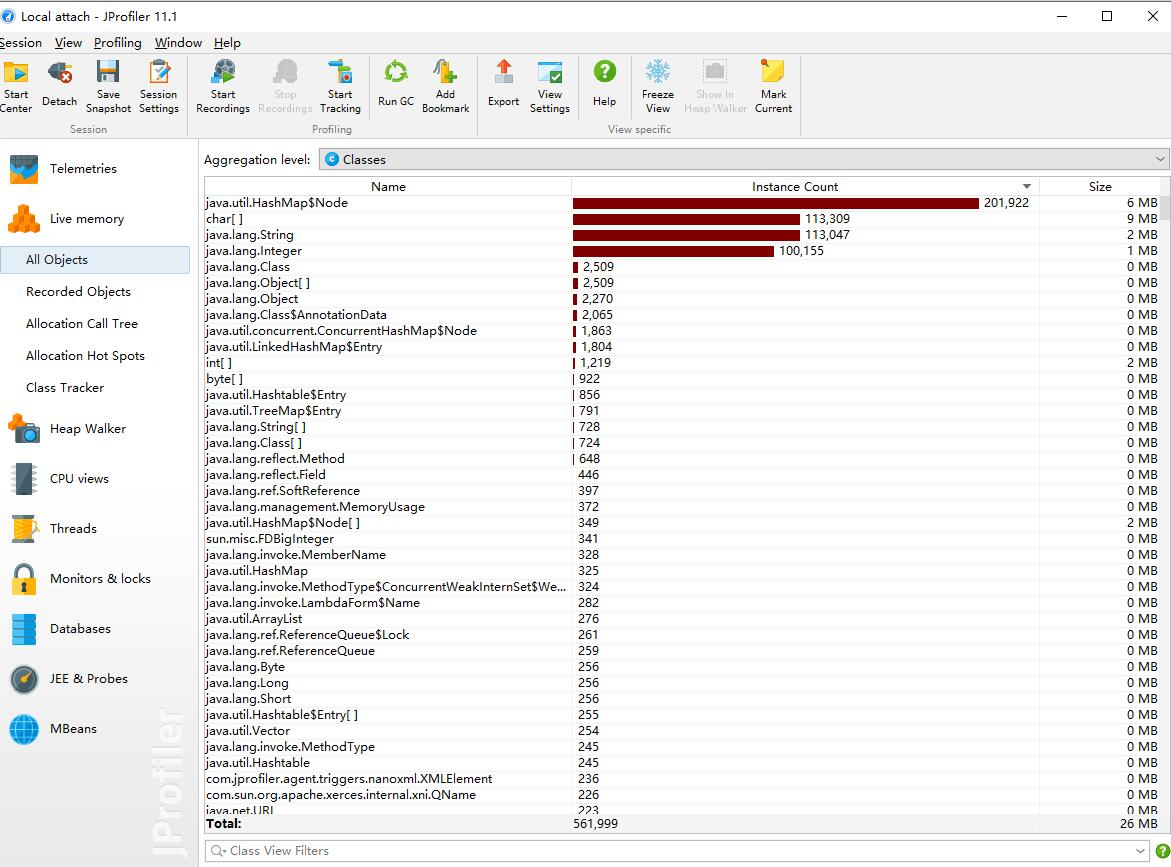 Local attach - JProfiler 11.1
Session View Profiling Window Help
Start Center Detach Save Snapshot Session Settings Start Recordings Stop Recordings Start Tracking Run GC Add Bookmark Export View Settings Help Freeze View Show In Heap Walker Mark Current
Session Profiling View specific
Telemetries
Live memory
All Objects
Recorded Objects
Allocation Call Tree
Allocation Hot Spots
Class Tracker
Heap Walker
CPU views
Threads
Monitors & locks
Databases
JEE & Probes
MBeans
JProfiler
Aggregation level: Classes
Name Instance Count Size
java.util.HashMap$Node 201,922 6 MB
char[ ] 113,309 9 MB
java.lang.String 113,047 2 MB
java.lang.Integer 100,155 1 MB
java.lang.Class 2,509 0 MB
java.lang.Object[ ] 2,509 0 MB
java.lang.Object 2,270 0 MB
java.lang.Class$AnnotationData 2,065 0 MB
java.util.concurrent.ConcurrentHashMap$Node 1,863 0 MB
java.util.LinkedHashMap$Entry 1,804 0 MB
int[ ] 1,219 2 MB
byte[ ] 922 0 MB
java.util.Hashtable$Entry 856 0 MB
java.util.TreeMap$Entry 791 0 MB
java.lang.String[ ] 728 0 MB
java.lang.Class[ ] 724 0 MB
java.lang.reflect.Method 648 0 MB
java.lang.reflect.Field 446 0 MB
java.lang.ref.SoftReference 397 0 MB
java.lang.management.MemoryUsage 372 0 MB
java.util.HashMap$Node[ ] 349 2 MB
sun.misc.FDBigInteger 341 0 MB
java.lang.invoke.MemberName 328 0 MB
java.util.HashMap 325 0 MB
java.lang.invoke.MethodType$ConcurrentWeakInternSet$We... 324 0 MB
java.lang.invoke.LambdaForm$Name 282 0 MB
java.util.ArrayList 276 0 MB
java.lang.ref.ReferenceQueue$Lock 261 0 MB
java.lang.ref.ReferenceQueue 259 0 MB
java.lang.Byte 256 0 MB
java.lang.Long 256 0 MB
java.lang.Short 256 0 MB
java.util.Hashtable$Entry[ ] 255 0 MB
java.util.Vector 254 0 MB
java.lang.invoke.MethodType 245 0 MB
java.util.Hashtable 245 0 MB
com.jprofiler.agent.triggers.nanoxml.XMLElement 236 0 MB
com.sun.org.apache.xerces.internal.xni.QName 226 0 MB
java.net.URL 223 0 MB
Total: 561,999 26 MB
Class View Filters